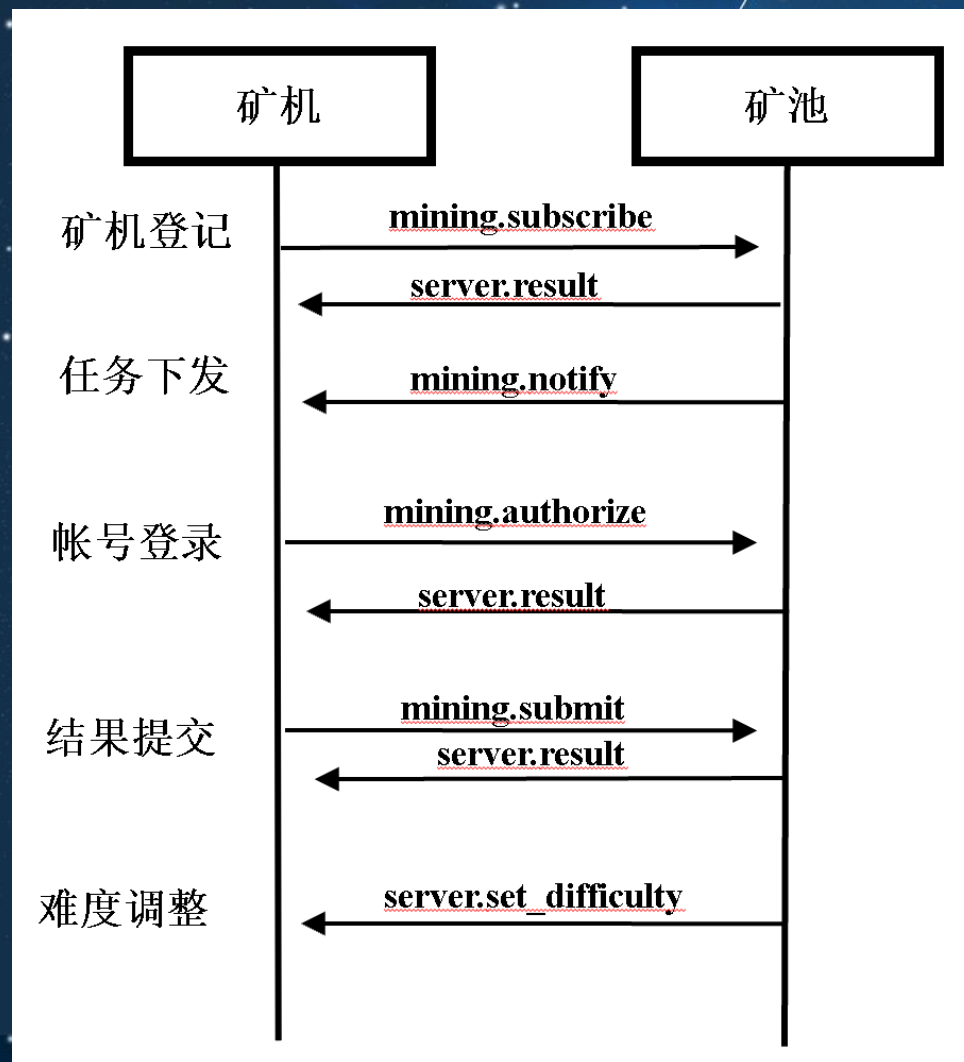 矿机
矿池
矿机登记
mining.subscribe
server.result
任务下发
mining.notify
帐号登录
mining.authorize
server.result
结果提交
mining.submit
server.result
难度调整
server.set_difficulty